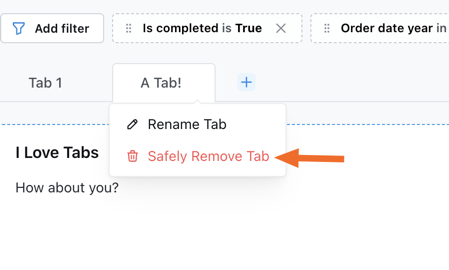 Add filter
Is completed is True
Order date year in
Tab 1
A Tab!
Rename Tab
Safely Remove Tab
I Love Tabs
How about you?